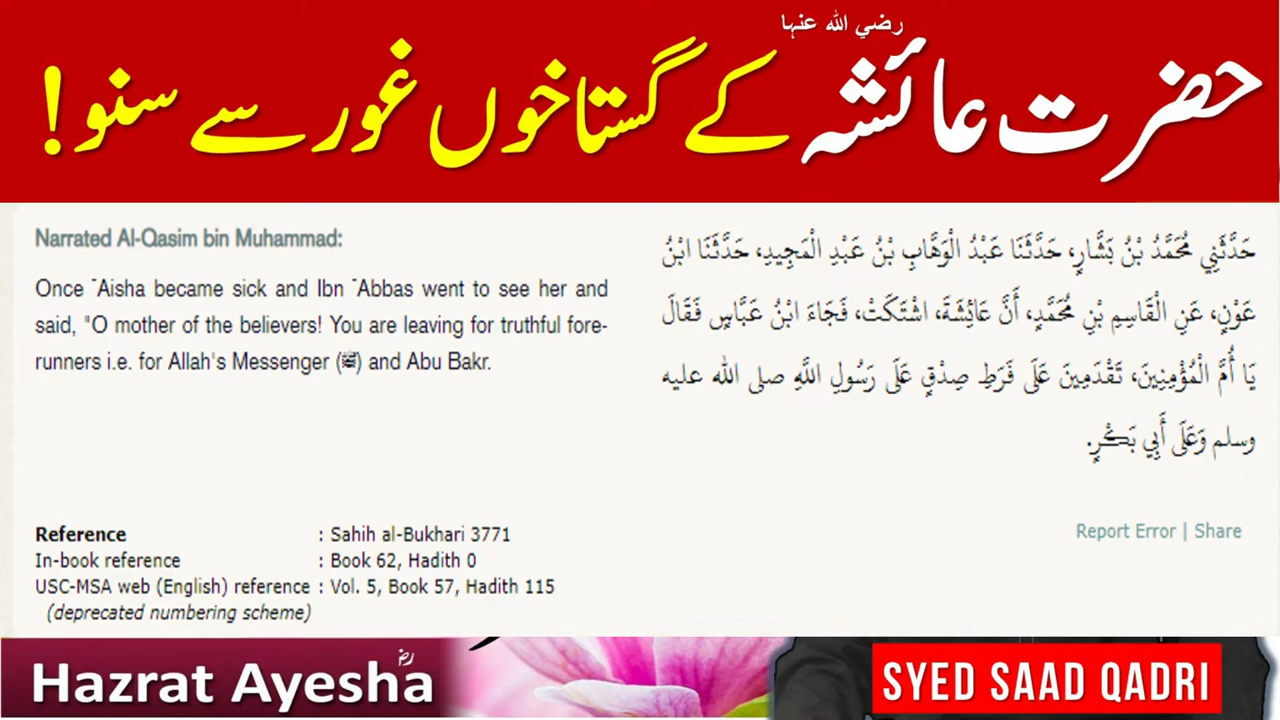 رضي الله عنہا
حضرت عائشہ کے گستاخوں غور سے سنو!
Narrated Al-Qasim bin Muhammad:
Once `Aisha became sick and Ibn `Abbas went to see her and
said, "O mother of the believers! You are leaving for truthful fore-
runners i.e. for Allah's Messenger (ﷺ) and Abu Bakr.
حَدَّثَنِي مُحَمَّدُ بْنُ بَشَّارٍ، حَدَّثَنَا عَبْدُ الْوَهَّابِ بْنُ عَبْدِ الْمَجِيدِ، حَدَّثَنَا ابْنُ
عَوْنٍ، عَنِ الْقَاسِمِ بْنِ مُحَمَّدٍ، أَنَّ عَائِشَةَ، اشْتَكَتْ، فَجَاءَ ابْنُ عَبَّاسٍ فَقَالَ
يَا أُمَّ الْمُؤْمِنِينَ، تَقْدَمِينَ عَلَى فَرَطِ صِدْقٍ عَلَى رَسُولِ اللَّهِ صلى الله عليه
وسلم وَعَلَى أَبِي بَكْرٍ.
Reference : Sahih al-Bukhari 3771
In-book reference : Book 62, Hadith 0
USC-MSA web (English) reference : Vol. 5, Book 57, Hadith 115
(deprecated numbering scheme)
Report Error | Share
Hazrat Ayesha رض
SYED SAAD QADRI